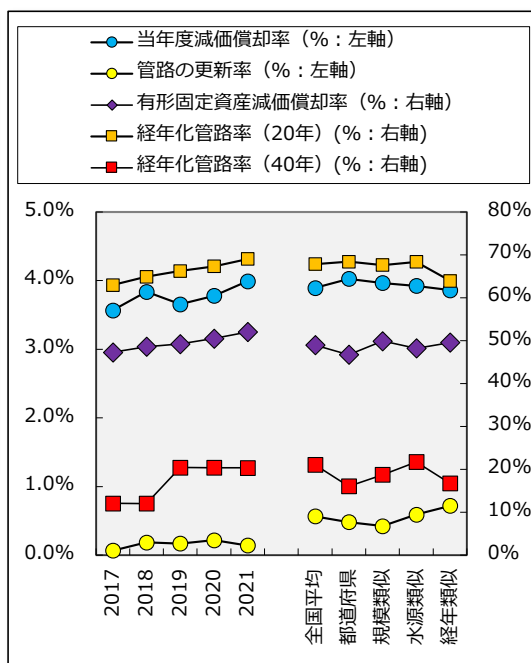 当年度減価償却率（%：左軸）
管路の更新率（%：左軸）
有形固定資産減価償却率（%：右軸）
経年化管路率（20年）(%：右軸)
経年化管路率（40年）(%：右軸)
5.0%
4.0%
3.0%
2.0%
1.0%
0.0%
80%
70%
60%
50%
40%
30%
20%
10%
0%
2017
2018
2019
2020
2021
全国平均
都道府県
規模類似
水源類似
経年類似